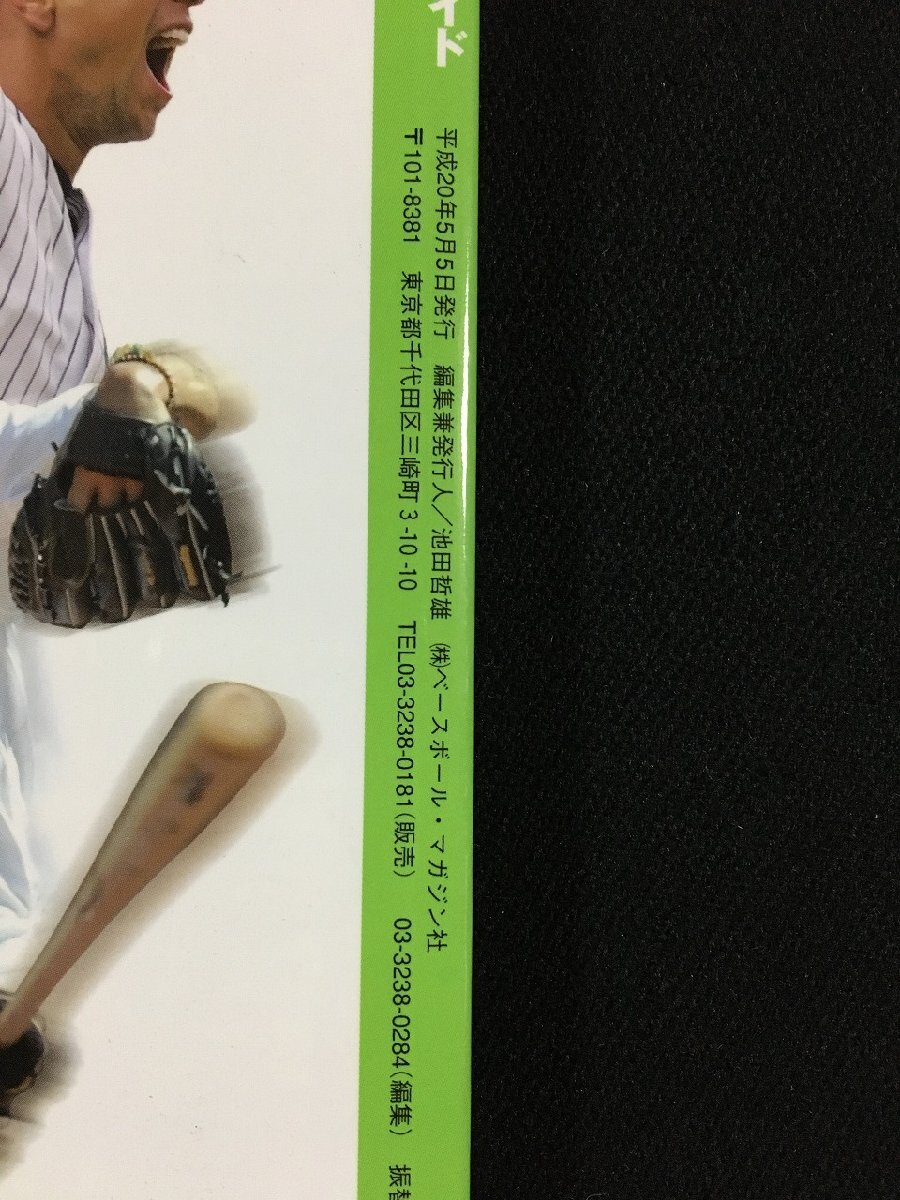 イド
平成20年5月5日発行　編集兼発行人／池田哲雄　㈱ベースボール・マガジン社
〒101-8381　東京都千代田区三崎町3-10-10　TEL03-3238-0181（販売）　03-3238-0284（編集）　振替